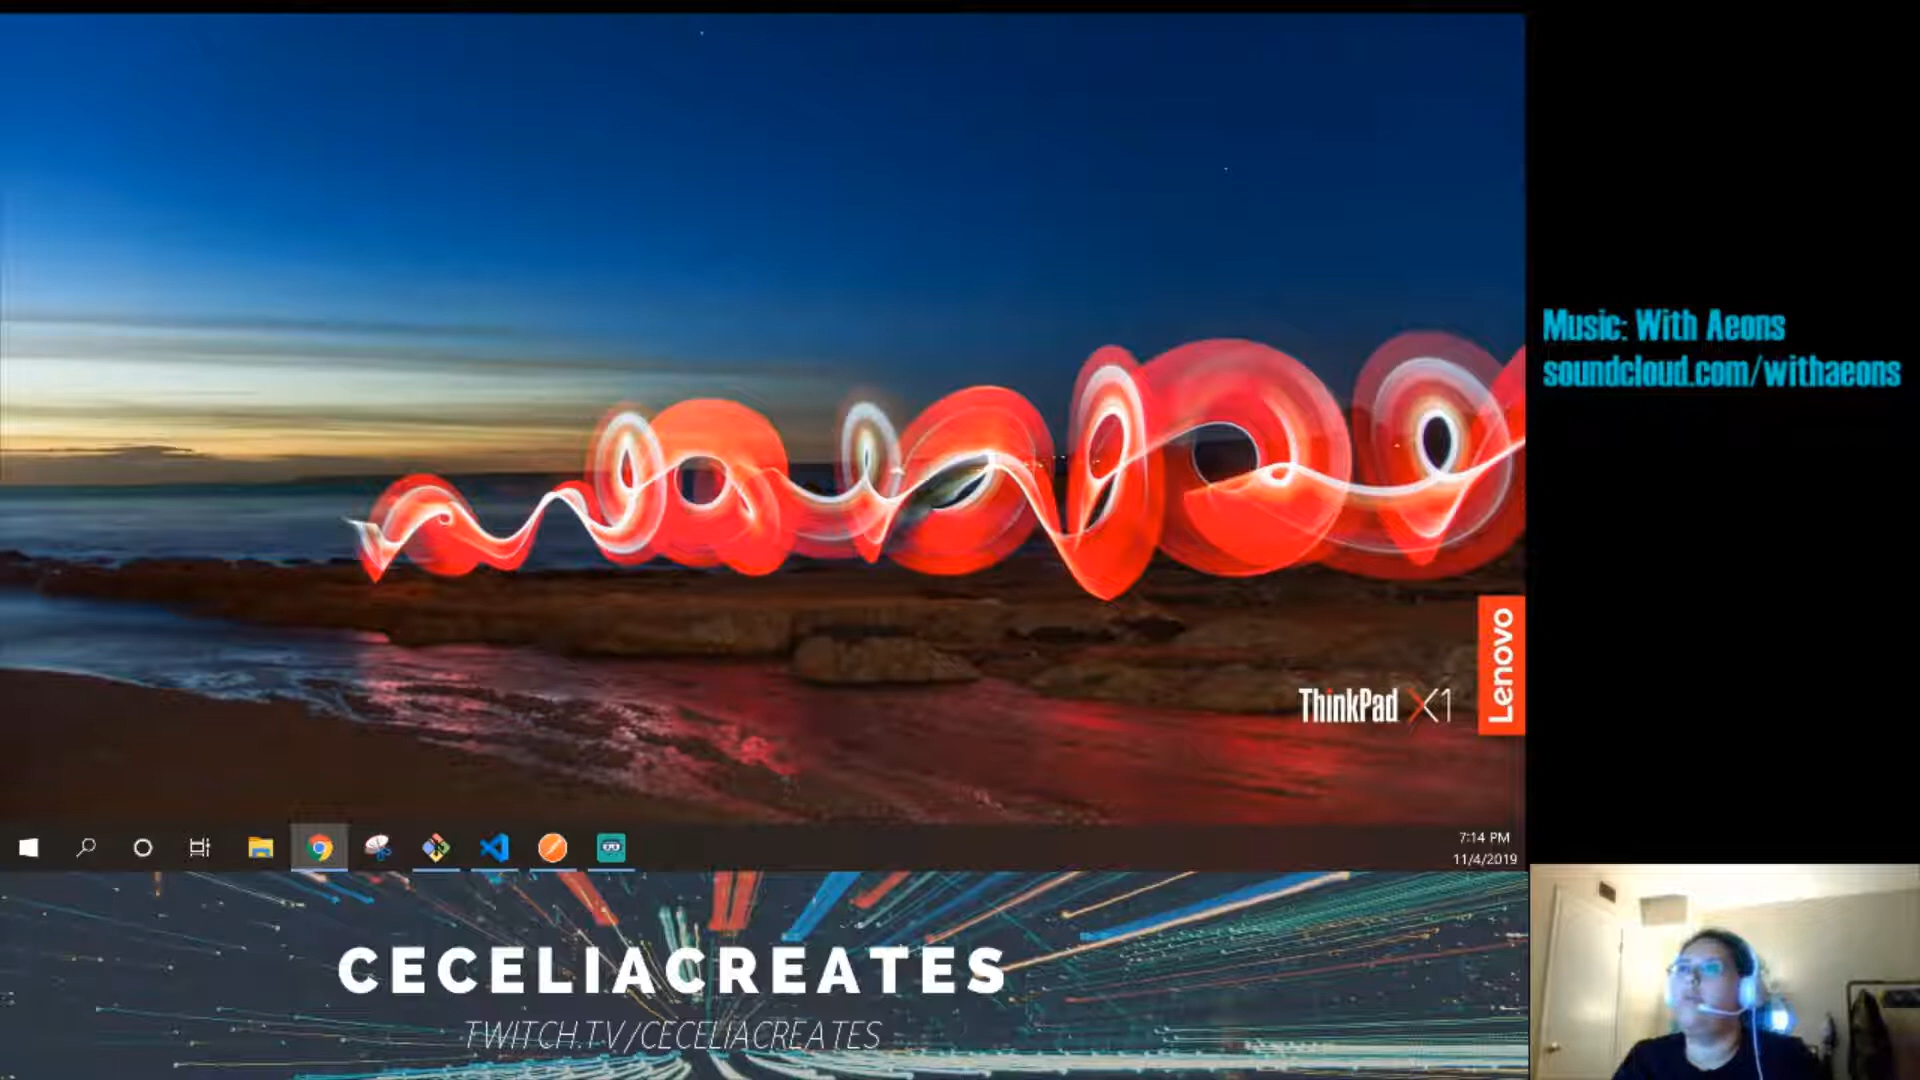 Music: With Aeons
soundcloud.com/withaeons
Lenovo
ThinkPad X1
7:14 PM
11/4/2019
CECELIACREATES
TWITCH.TV/CECELIACREATES